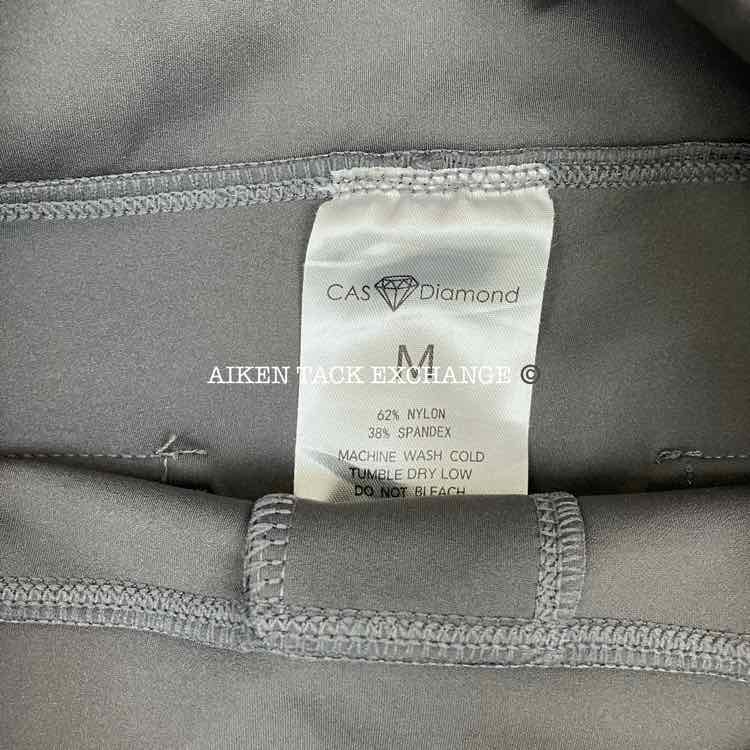 CAS Diamond
M
AIKEN TACK EXCHANGE ©
62% NYLON
38% SPANDEX
MACHINE WASH COLD
TUMBLE DRY LOW
DO NOT BLEACH